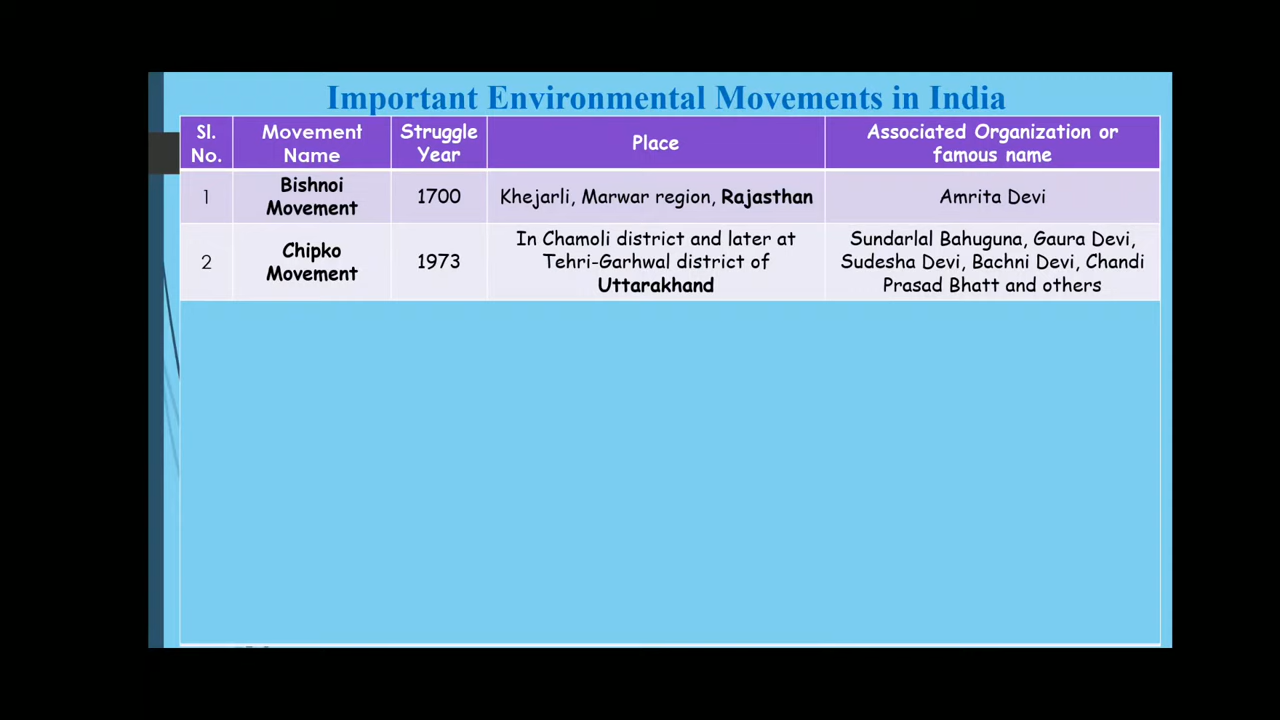 Important Environmental Movements in India
Sl.
No.
Movement
Name
Struggle
Year
Place
Associated Organization or
famous name
1
Bishnoi
Movement
1700
Khejarli, Marwar region, Rajasthan
Amrita Devi
2
Chipko
Movement
1973
In Chamoli district and later at
Tehri-Garhwal district of
Uttarakhand
Sundarlal Bahuguna, Gaura Devi,
Sudesha Devi, Bachni Devi, Chandi
Prasad Bhatt and others